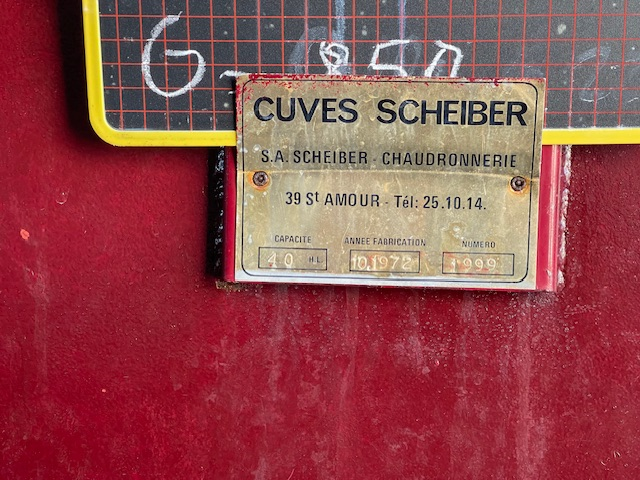 G-850
CUVES SCHEIBER
S.A. SCHEIBER - CHAUDRONNERIE
39 St AMOUR - Tél: 25.10.14.
CAPACITE ANNEE FABRICATION NUMERO
40 H L 10.1972 1999